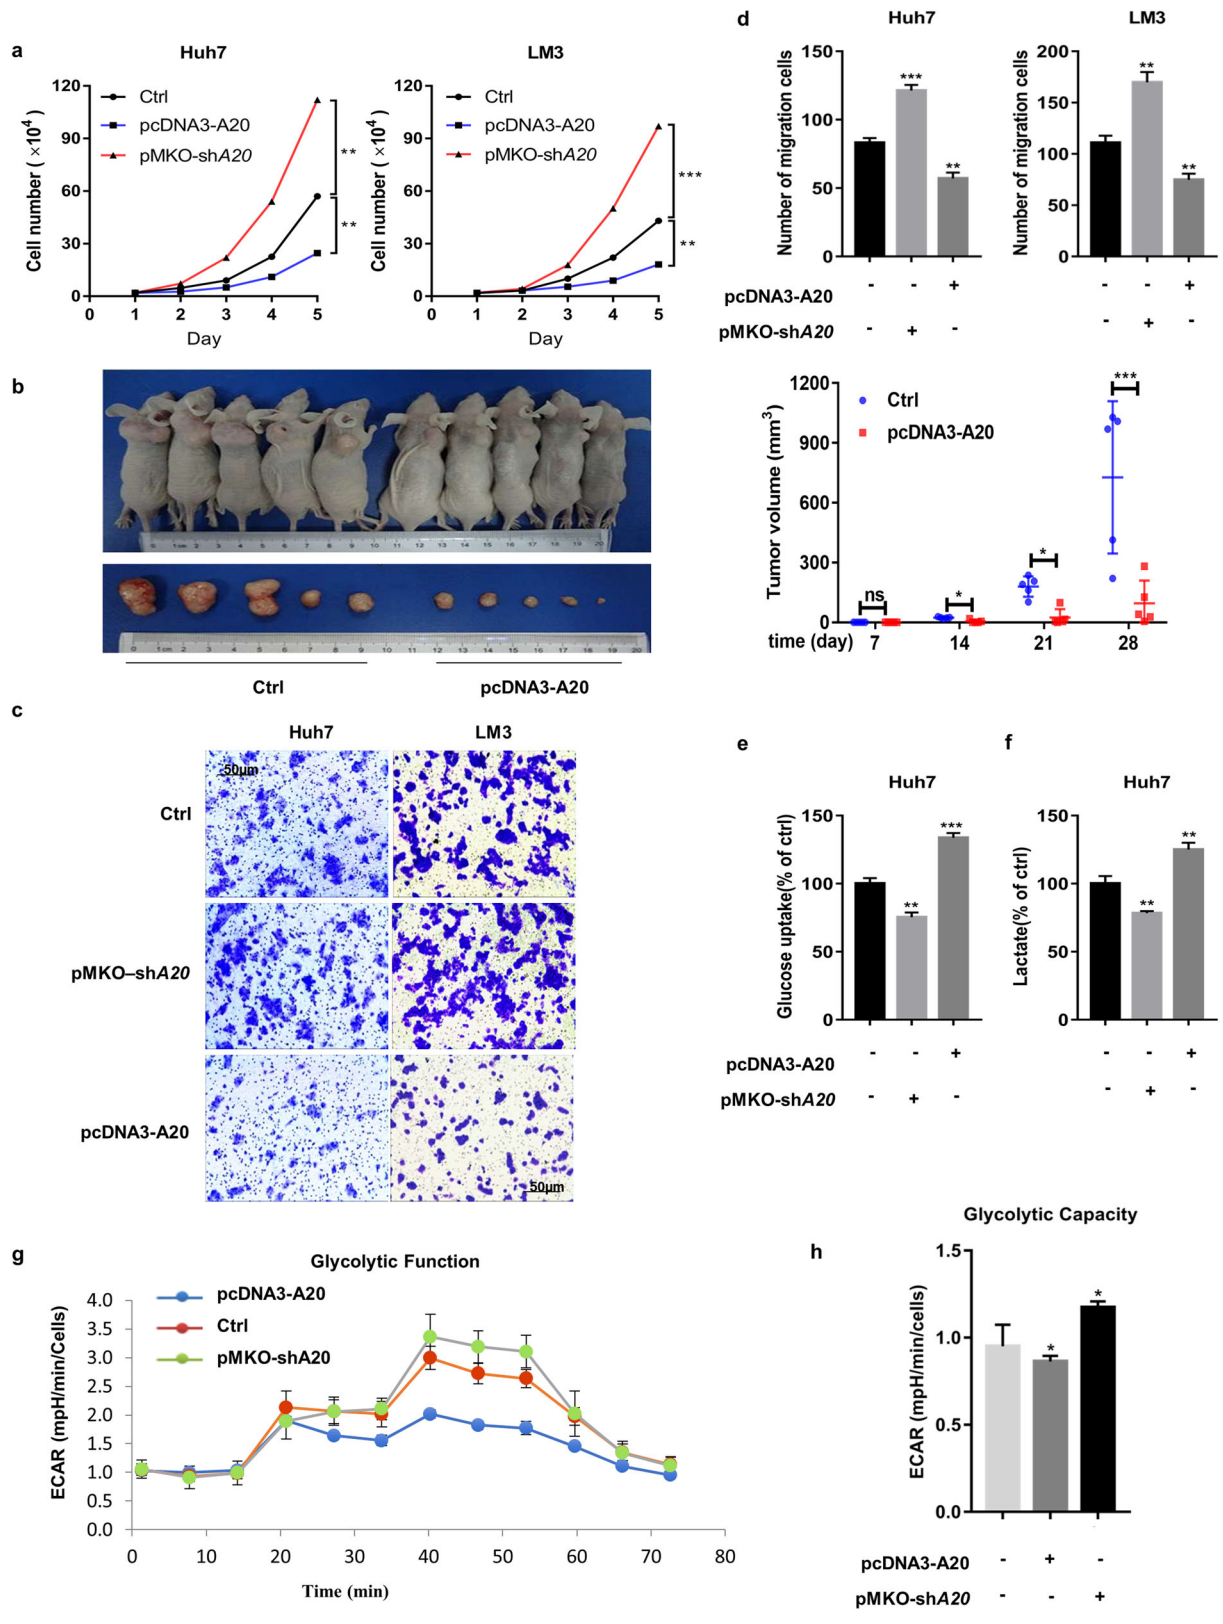 a
Huh7
Cell number ( ×10⁴ )
120
90
60
30
0
0 1 2 3 4 5
Day
Ctrl
pcDNA3-A20
pMKO-shA20
**
**
LM3
Cell number ( ×10⁴ )
120
90
60
30
0
0 1 2 3 4 5
Day
Ctrl
pcDNA3-A20
pMKO-shA20
***
**
d
Huh7
Number of migration cells
150
100
50
0
***
**
LM3
Number of migration cells
200
150
100
50
0
**
**
pcDNA3-A20 - - + - - +
pMKO-shA20 - + - - + -
b
Ctrl
pcDNA3-A20
Tumor volume (mm³)
1200
900
600
300
0
Ctrl
pcDNA3-A20
ns
*
*
***
time (day) 7 14 21 28
c
Huh7 LM3
50μm
Ctrl
pMKO–shA20
pcDNA3-A20
50μm
e
Huh7
Glucose uptake(% of ctrl)
150
100
50
0
**
***
f
Huh7
Lactate(% of ctrl)
150
100
50
0
**
**
pcDNA3-A20 - - + - - +
pMKO-shA20 - + - - + -
g
Glycolytic Function
ECAR (mpH/min/Cells)
4.0
3.5
3.0
2.5
2.0
1.5
1.0
0.5
0.0
pcDNA3-A20
Ctrl
pMKO-shA20
0 10 20 30 40 50 60 70 80
Time (min)
h
Glycolytic Capacity
ECAR (mpH/min/cells)
1.5
1.0
0.5
0.0
*
*
pcDNA3-A20 - + -
pMKO-shA20 - - +